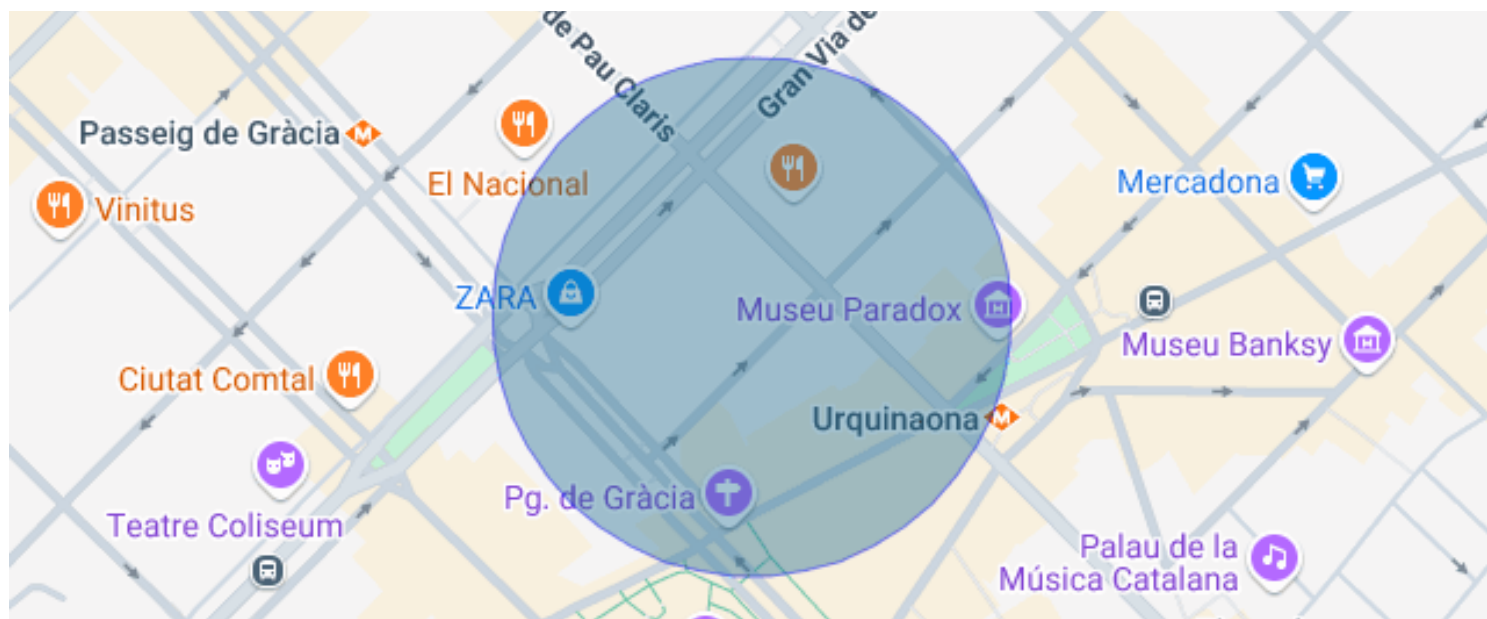 de Pau Claris
Gran Via de
Passeig de Gràcia
El Nacional
Vinitus
Mercadona
ZARA
Museu Paradox
Museu Banksy
Ciutat Comtal
Urquinaona
Pg. de Gràcia
Teatre Coliseum
Palau de la
Música Catalana